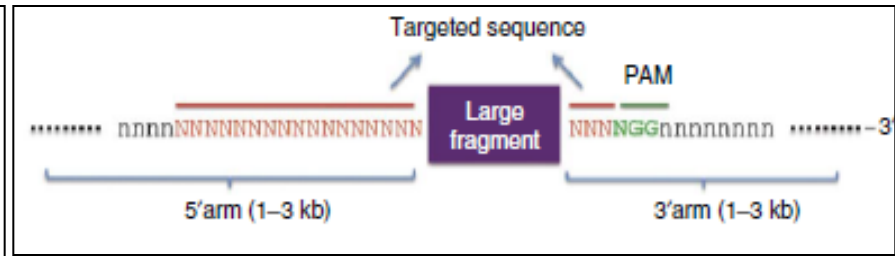 Targeted sequence
PAM
......... nnnnNNNNNNNNNNNNNNNNN Large fragment NNNNGGnnnnnnnn .........–3'
5'arm (1–3 kb) 3'arm (1–3 kb)